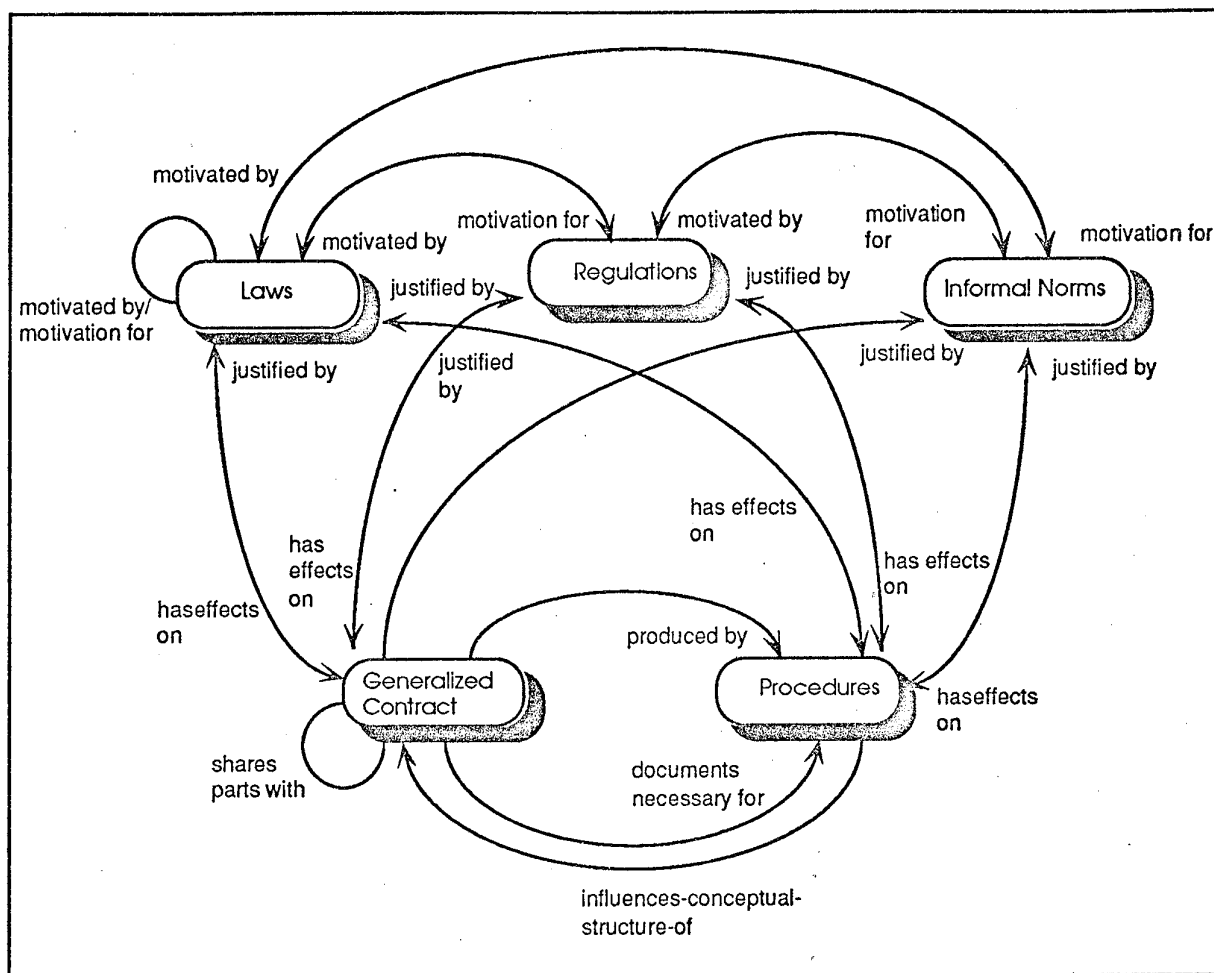 motivated by
motivation for
motivated by
motivated by
motivation
for
motivation for
Laws
Regulations
Informal Norms
justified by
justified by
motivated by/
motivation for
justified by
justified
by
justified by
justified by
has effects
on
has
effects
on
has effects
on
haseffects
on
produced by
Generalized
Contract
Procedures
haseffects
on
shares
parts with
documents
necessary for
influences-conceptual-
structure-of